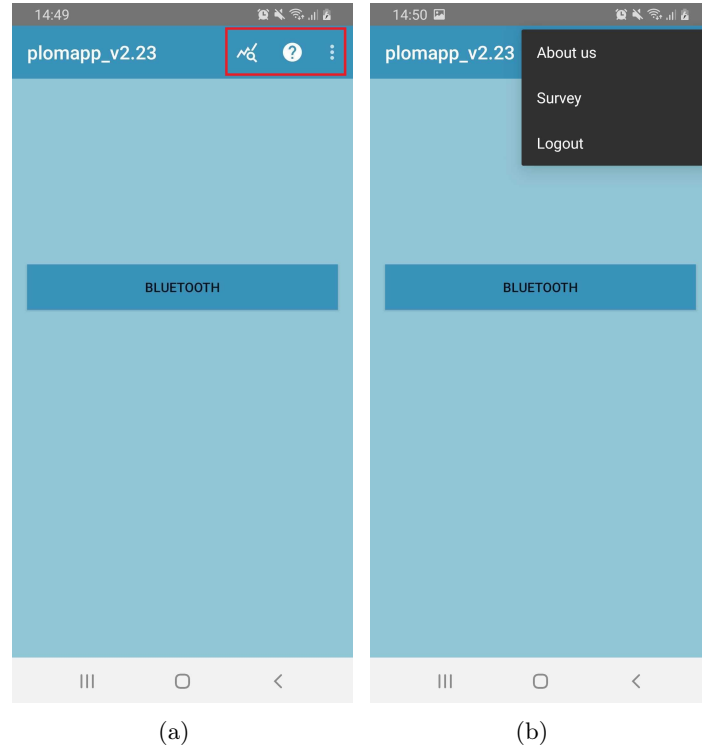 14:49
plomapp_v2.23
BLUETOOTH
(a)
14:50
plomapp_v2.23
About us
Survey
Logout
BLUETOOTH
(b)